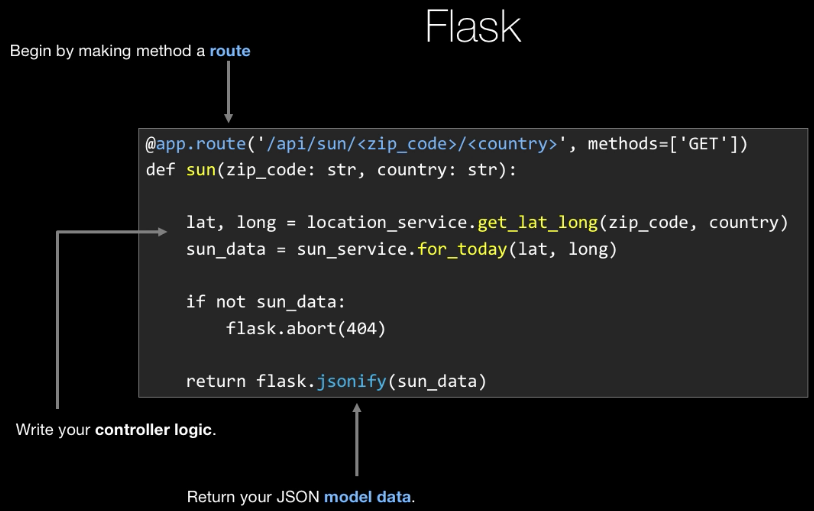 Flask
Begin by making method a route
@app.route('/api/sun/<zip_code>/<country>', methods=['GET'])
def sun(zip_code: str, country: str):
lat, long = location_service.get_lat_long(zip_code, country)
sun_data = sun_service.for_today(lat, long)
if not sun_data:
flask.abort(404)
return flask.jsonify(sun_data)
Write your controller logic.
Return your JSON model data.